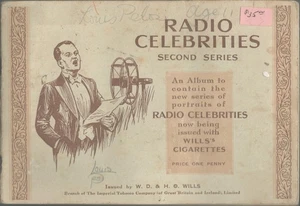 $35
RADIO
CELEBRITIES
SECOND SERIES
An Album to
contain the
new series of
portraits of
RADIO CELEBRITIES
now being
issued with
WILLS'S
CIGARETTES
PRICE ONE PENNY
Issued by W. D. & H. O. WILLS
Branch of The Imperial Tobacco Company (of Great Britain and Ireland), Limited